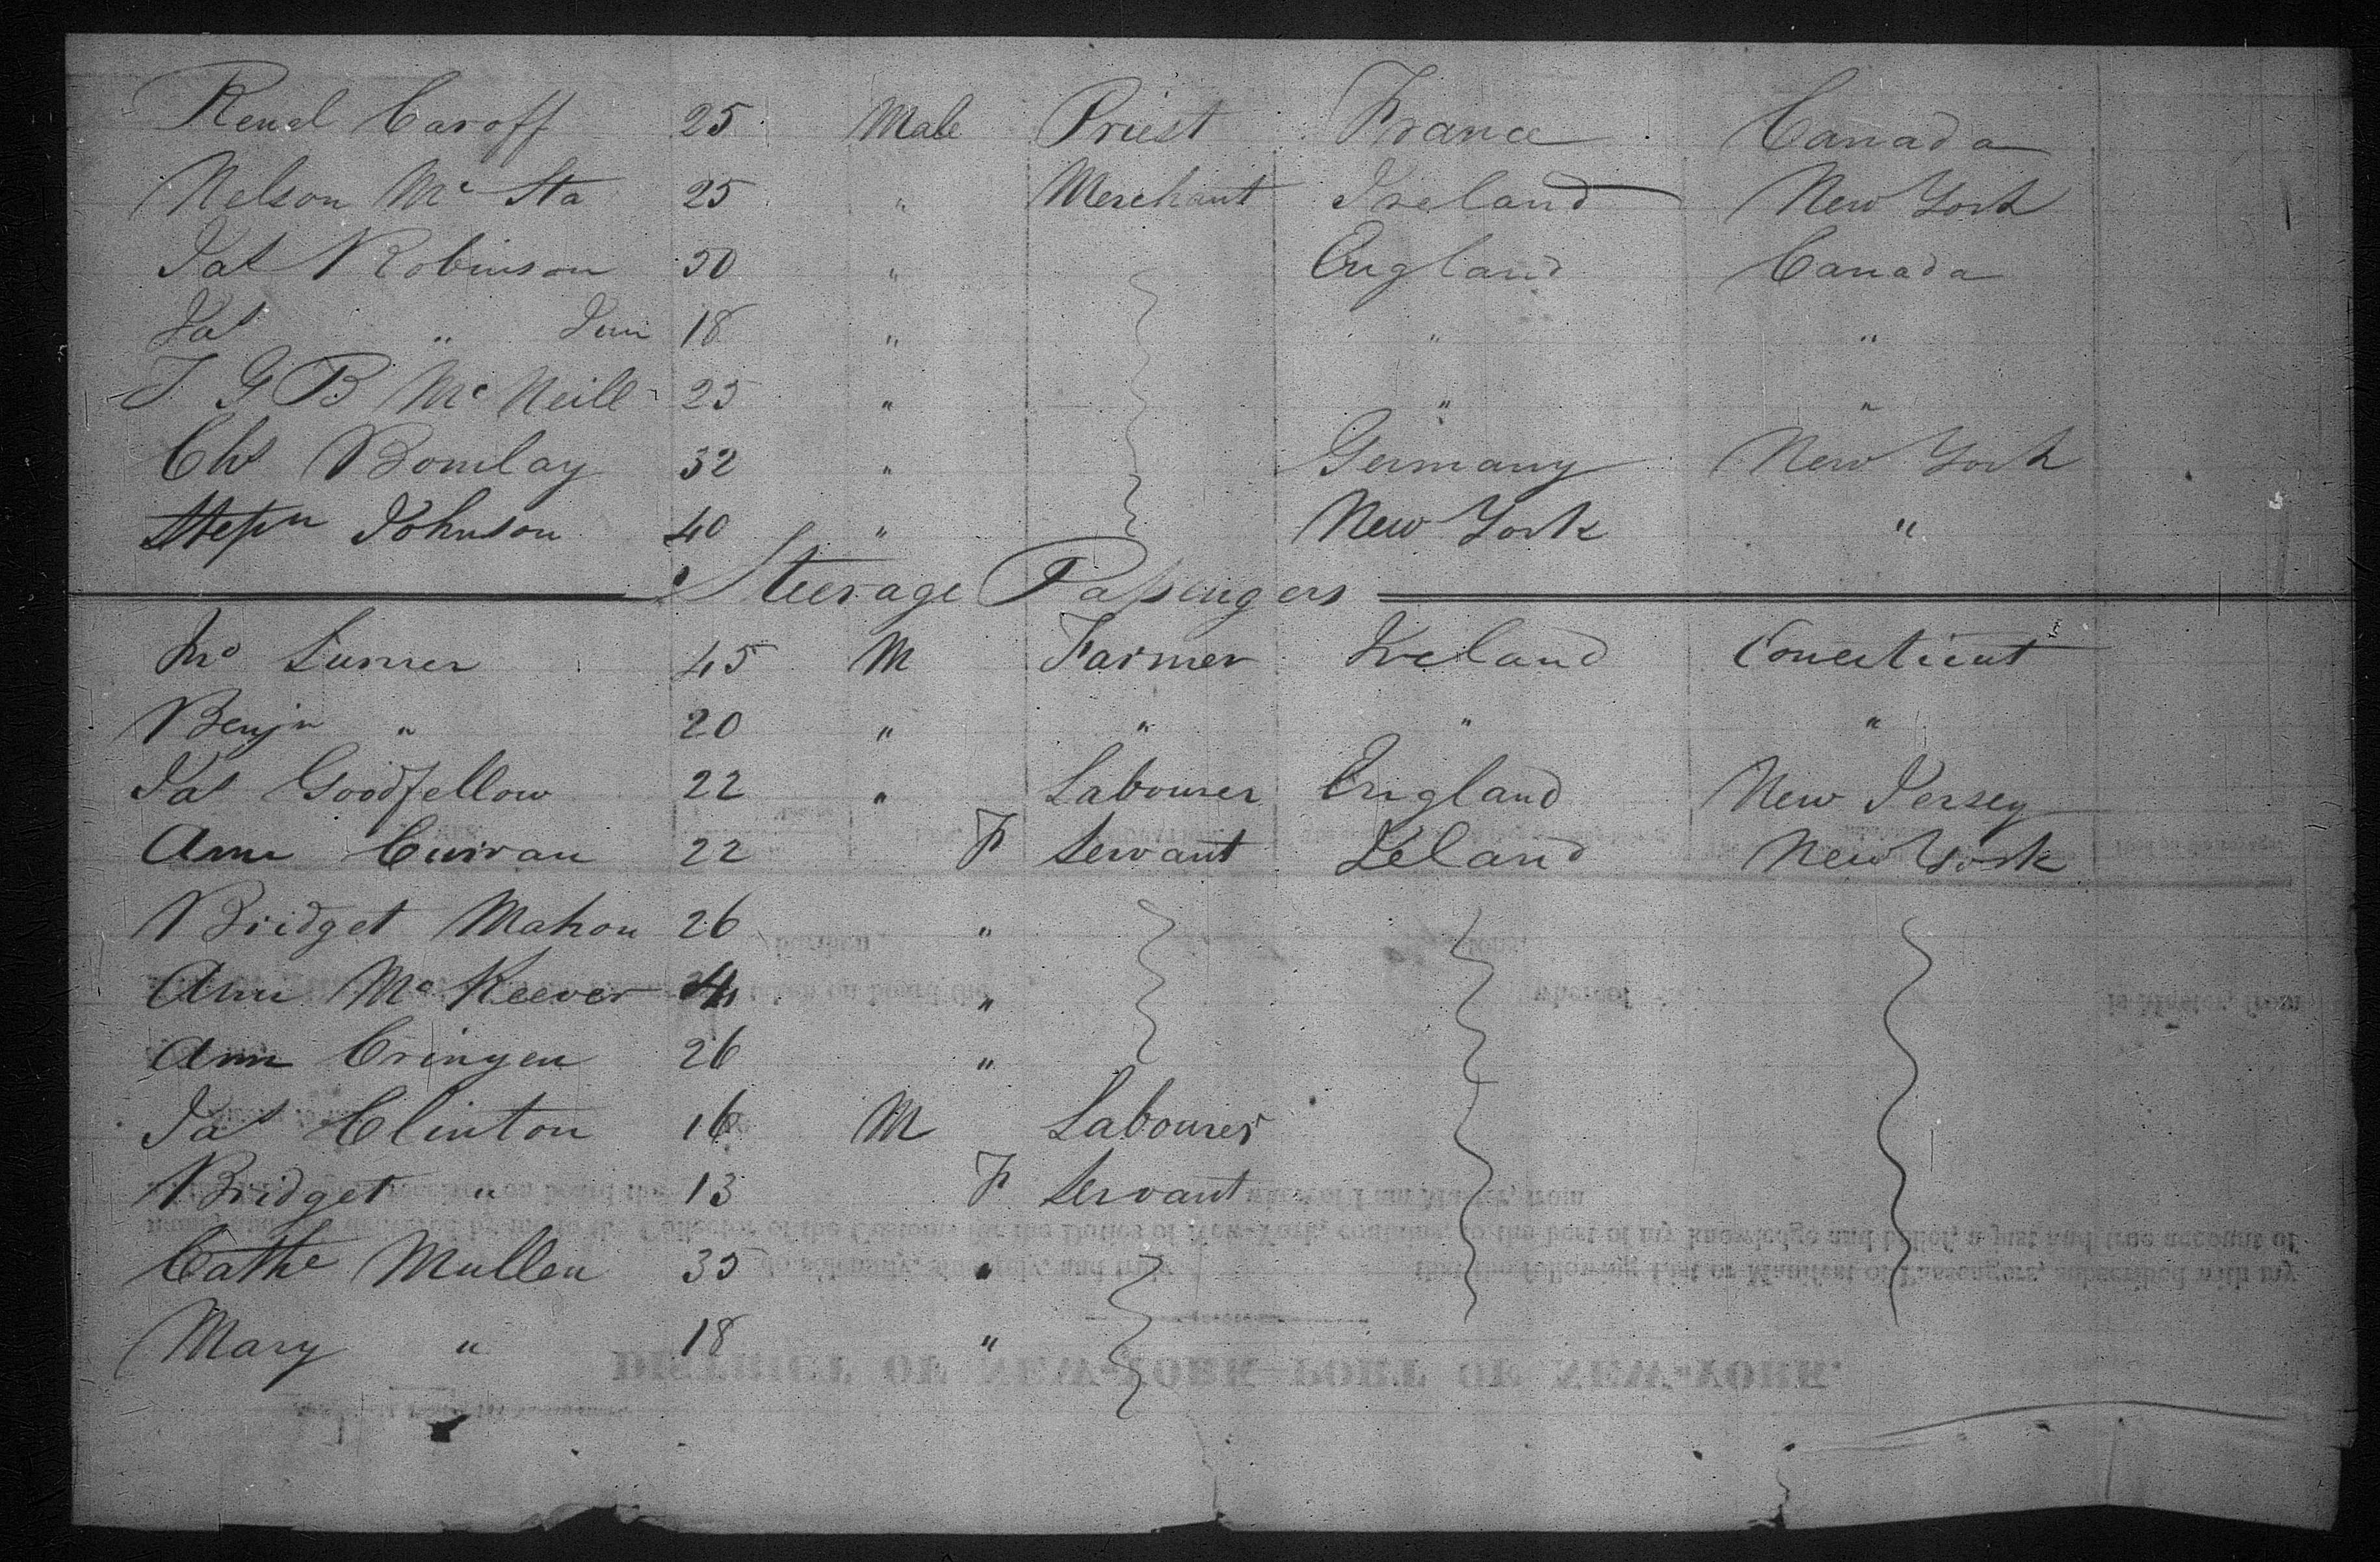 Revd Caroff 25 Male Priest France Canada
Nelson Mc Sta 25 " Merchant Ireland New York
Jas Robinson 50 " England Canada
Jas " Jun 18 " " "
J G B McNeill 25 " " "
Chs Bomlay 32 " Germany New York
Stepn Johnson 40 " New York "
Steerage Passengers
Jno Lumer 45 M Farmer Ireland Conecticut
Benjn " 20 " " " "
Jas Goodfellow 22 " Labourer England New Jersey
Ann Curran 22 F Servant Ireland New York
Bridget Mahon 26 "
Ann McKeever "
Ann Cringen 26 "
Jas Clinton 16 M Labourer
Bridget " 13 F Servant
Cathe Mullen 35 "
Mary " 18 "